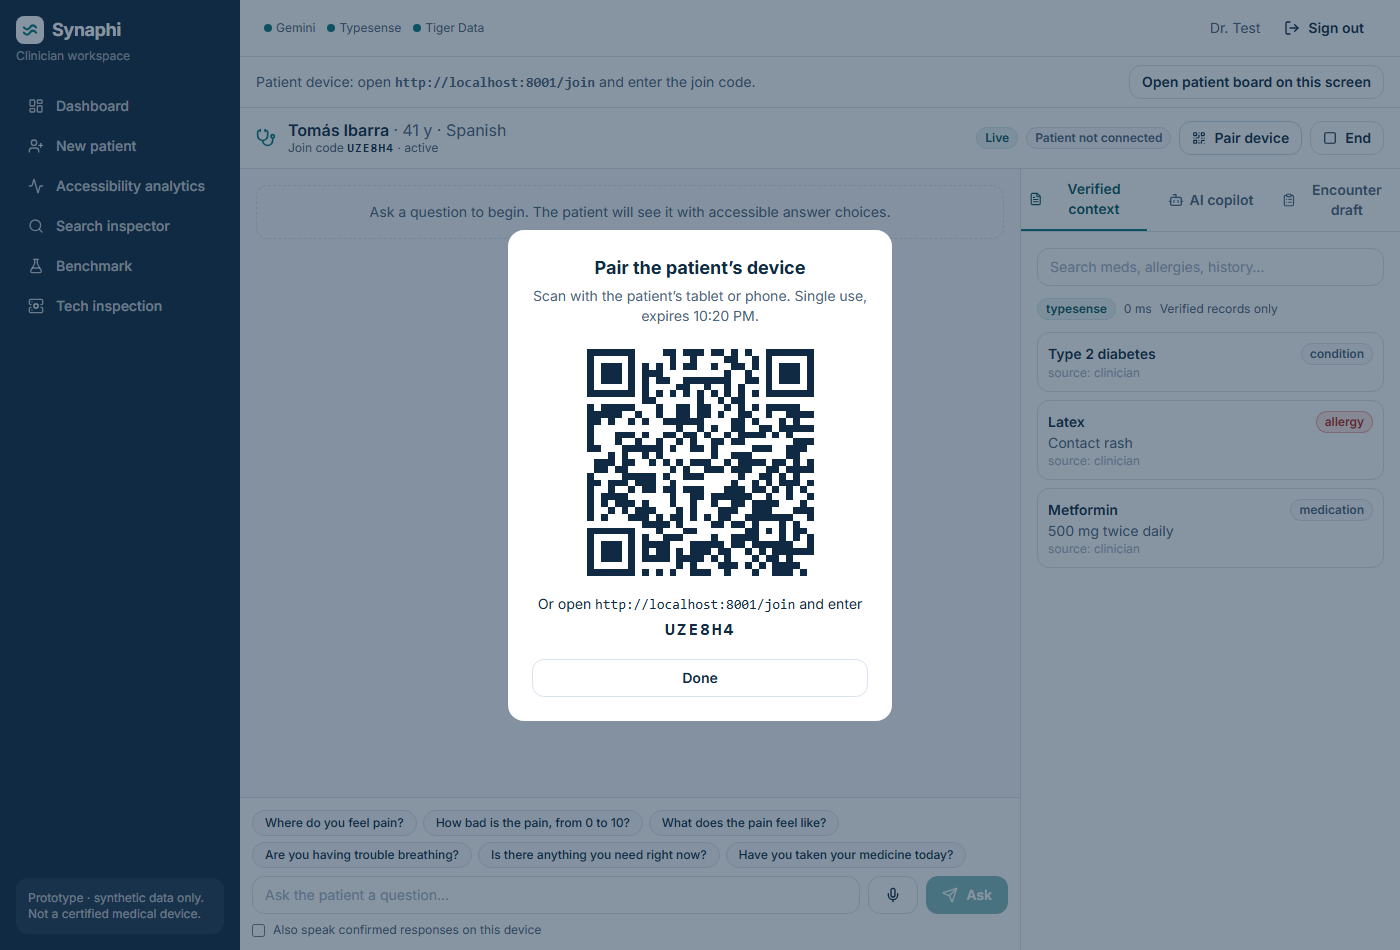 Synaphi
Clinician workspace
Dashboard
New patient
Accessibility analytics
Search inspector
Benchmark
Tech inspection
Prototype · synthetic data only.
Not a certified medical device.
Gemini
Typesense
Tiger Data
Dr. Test
Sign out
Patient device: open http://localhost:8001/join and enter the join code.
Open patient board on this screen
Tomás Ibarra · 41 y · Spanish
Join code UZE8H4 · active
Live
Patient not connected
Pair device
End
Ask a question to begin. The patient will see it with accessible answer choices.
Pair the patient’s device
Scan with the patient’s tablet or phone. Single use,
expires 10:20 PM.
Or open http://localhost:8001/join and enter
UZE8H4
Done
Where do you feel pain?
How bad is the pain, from 0 to 10?
What does the pain feel like?
Are you having trouble breathing?
Is there anything you need right now?
Have you taken your medicine today?
Ask the patient a question...
Ask
Also speak confirmed responses on this device
Verified
context
AI copilot
Encounter
draft
Search meds, allergies, history...
typesense
0 ms
Verified records only
Type 2 diabetes
condition
source: clinician
Latex
allergy
Contact rash
source: clinician
Metformin
medication
500 mg twice daily
source: clinician